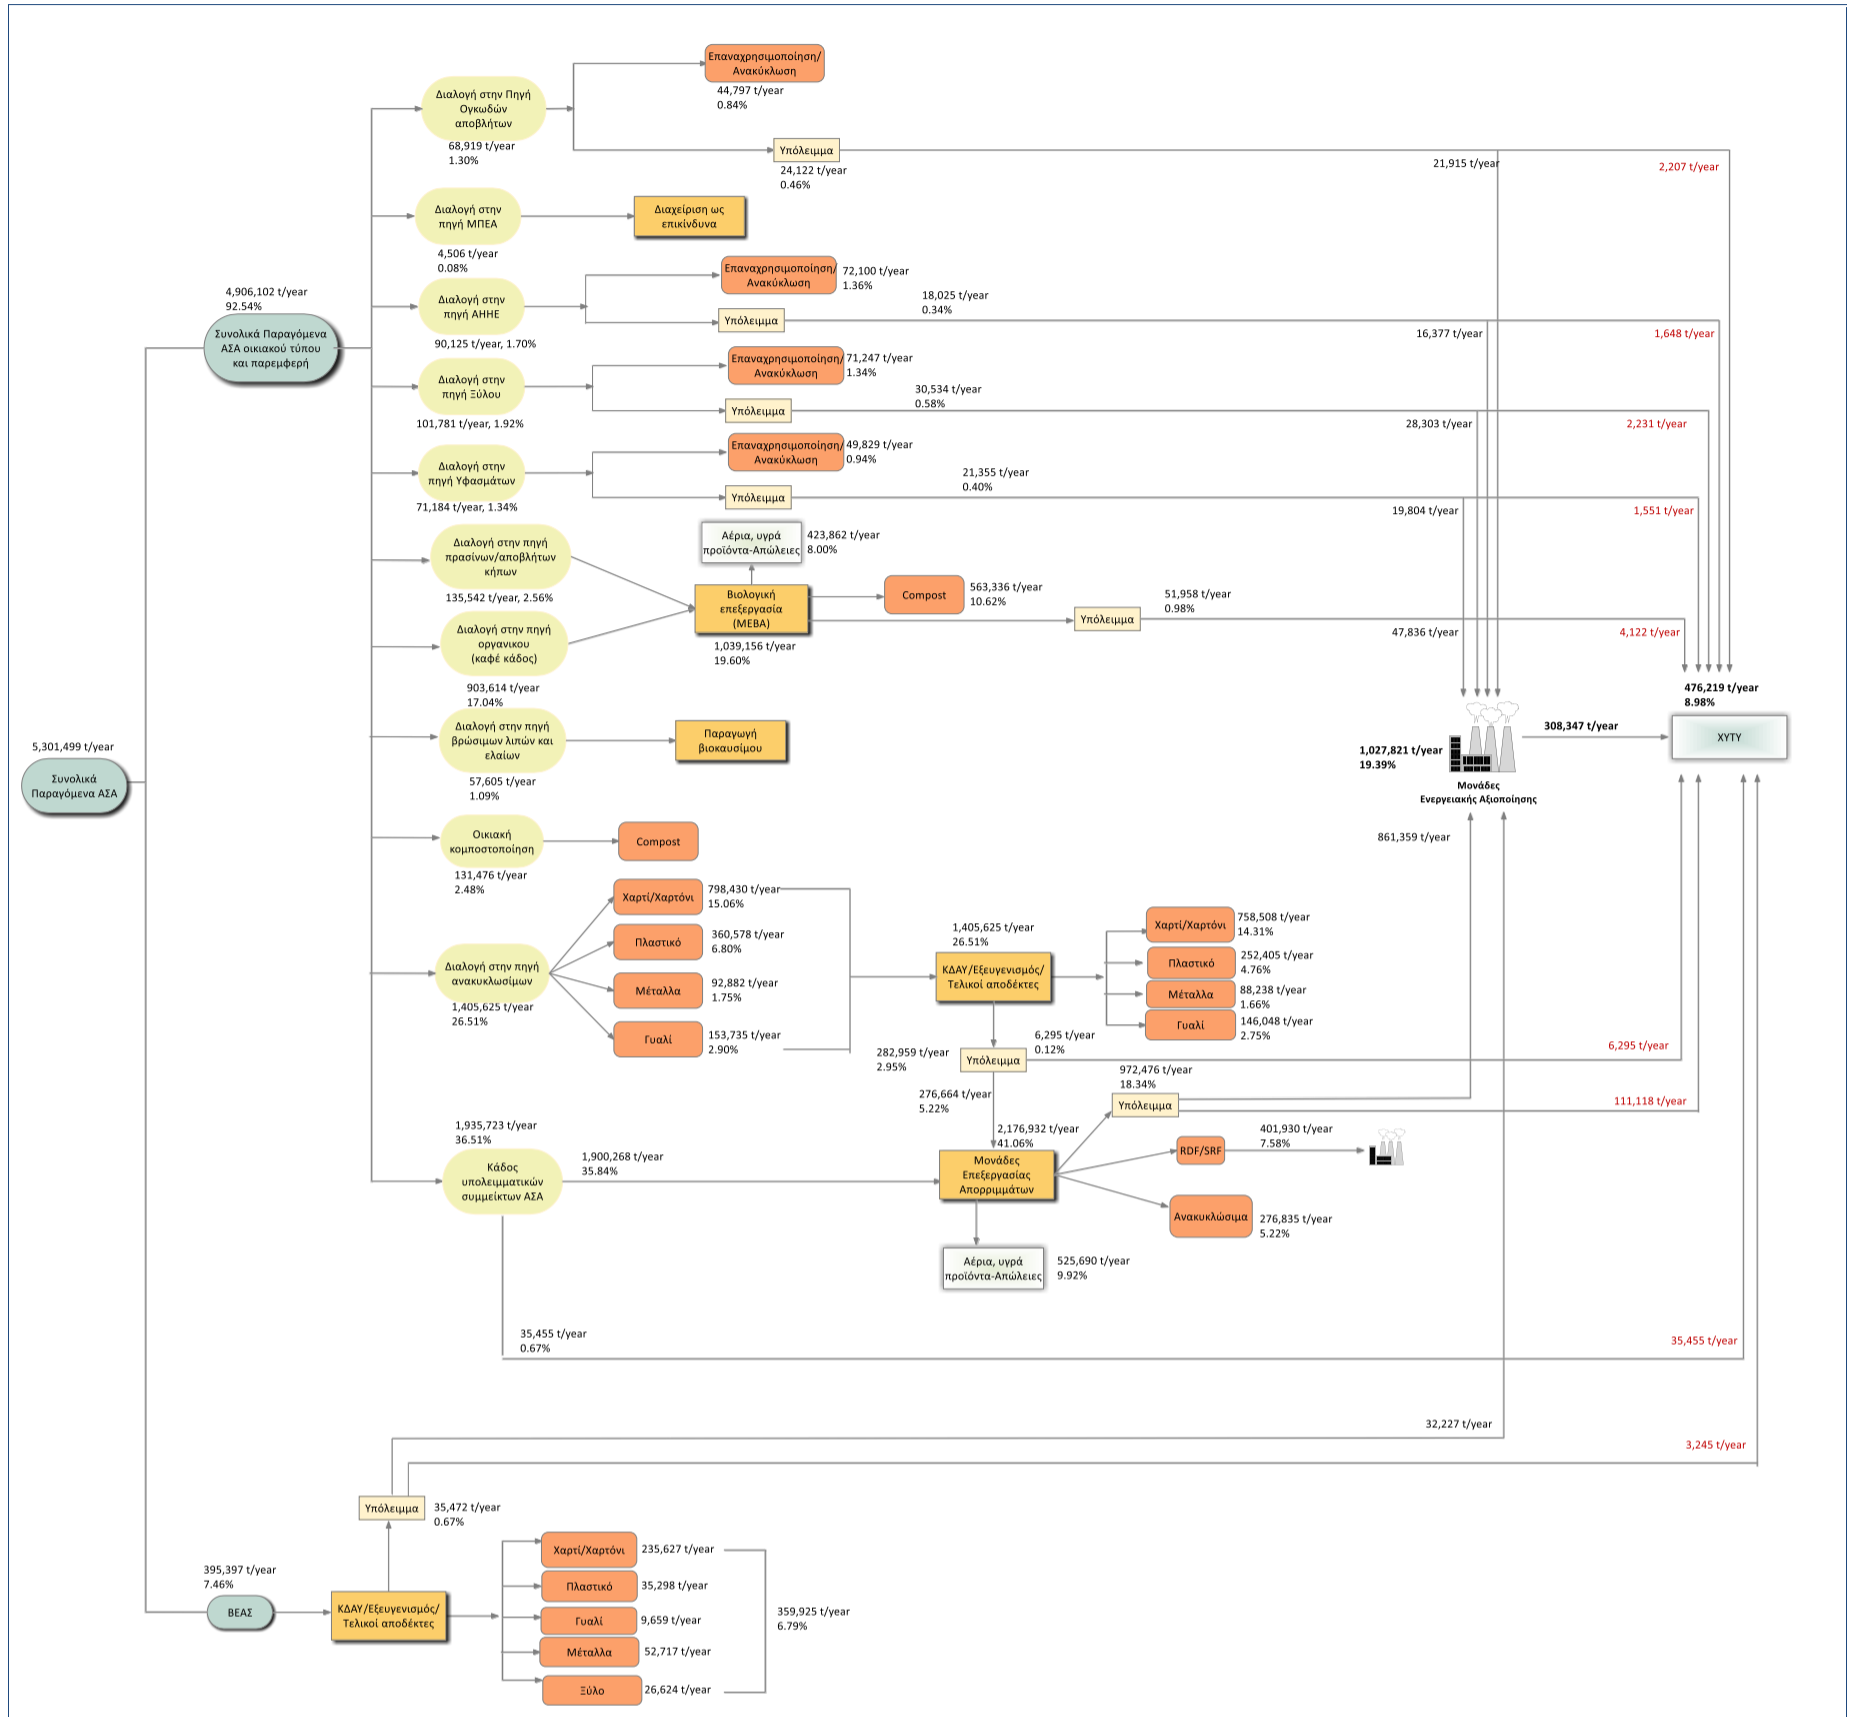 Επαναχρησιμοποίηση/
Ανακύκλωση
44,797 t/year
0.84%
Διαλογή στην Πηγή
Ογκωδών
αποβλήτων
68,919 t/year
1.30%
Υπόλειμμα
24,122 t/year
0.46%
21,915 t/year
2,207 t/year
Διαλογή στην
πηγή ΜΠΕΑ
4,506 t/year
0.08%
Διαχείριση ως
επικίνδυνα
4,906,102 t/year
92.54%
Συνολικά Παραγόμενα
ΑΣΑ οικιακού τύπου
και παρεμφερή
Διαλογή στην
πηγή ΑΗΗΕ
90,125 t/year, 1.70%
Επαναχρησιμοποίηση/
Ανακύκλωση
72,100 t/year
1.36%
Υπόλειμμα
18,025 t/year
0.34%
16,377 t/year
1,648 t/year
Διαλογή στην
πηγή Ξύλου
101,781 t/year, 1.92%
Επαναχρησιμοποίηση/
Ανακύκλωση
71,247 t/year
1.34%
Υπόλειμμα
30,534 t/year
0.58%
28,303 t/year
2,231 t/year
Διαλογή στην
πηγή Υφασμάτων
71,184 t/year, 1.34%
Επαναχρησιμοποίηση/
Ανακύκλωση
49,829 t/year
0.94%
Υπόλειμμα
21,355 t/year
0.40%
19,804 t/year
1,551 t/year
Διαλογή στην πηγή
πρασίνων/αποβλήτων
κήπων
135,542 t/year, 2.56%
Αέρια, υγρά
προϊόντα-Απώλειες
423,862 t/year
8.00%
Βιολογική
επεξεργασία
(ΜΕΒΑ)
1,039,156 t/year
19.60%
Compost
563,336 t/year
10.62%
Υπόλειμμα
51,958 t/year
0.98%
47,836 t/year
4,122 t/year
Διαλογή στην πηγή
οργανικου
(καφέ κάδος)
903,614 t/year
17.04%
Διαλογή στην πηγή
βρώσιμων λιπών και
ελαίων
57,605 t/year
1.09%
Παραγωγή
βιοκαυσίμου
476,219 t/year
8.98%
ΧΥΤΥ
308,347 t/year
1,027,821 t/year
19.39%
Μονάδες
Ενεργειακής Αξιοποίησης
5,301,499 t/year
Συνολικά
Παραγόμενα ΑΣΑ
Οικιακή
κομποστοποίηση
131,476 t/year
2.48%
Compost
861,359 t/year
Διαλογή στην πηγή
ανακυκλωσίμων
1,405,625 t/year
26.51%
Χαρτί/Χαρτόνι
798,430 t/year
15.06%
Πλαστικό
360,578 t/year
6.80%
Μέταλλα
92,882 t/year
1.75%
Γυαλί
153,735 t/year
2.90%
1,405,625 t/year
26.51%
ΚΔΑΥ/Εξευγενισμός/
Τελικοί αποδέκτες
Χαρτί/Χαρτόνι
758,508 t/year
14.31%
Πλαστικό
252,405 t/year
4.76%
Μέταλλα
88,238 t/year
1.66%
Γυαλί
146,048 t/year
2.75%
282,959 t/year
2.95%
Υπόλειμμα
6,295 t/year
0.12%
6,295 t/year
276,664 t/year
5.22%
972,476 t/year
18.34%
Υπόλειμμα
111,118 t/year
1,935,723 t/year
36.51%
Κάδος
υπολειμματικών
συμμείκτων ΑΣΑ
1,900,268 t/year
35.84%
2,176,932 t/year
41.06%
Μονάδες
Επεξεργασίας
Απορριμμάτων
RDF/SRF
401,930 t/year
7.58%
Ανακυκλώσιμα
276,835 t/year
5.22%
Αέρια, υγρά
προϊόντα-Απώλειες
525,690 t/year
9.92%
35,455 t/year
0.67%
35,455 t/year
32,227 t/year
3,245 t/year
Υπόλειμμα
35,472 t/year
0.67%
395,397 t/year
7.46%
ΒΕΑΣ
ΚΔΑΥ/Εξευγενισμός/
Τελικοί αποδέκτες
Χαρτί/Χαρτόνι
235,627 t/year
Πλαστικό
35,298 t/year
Γυαλί
9,659 t/year
Μέταλλα
52,717 t/year
Ξύλο
26,624 t/year
359,925 t/year
6.79%